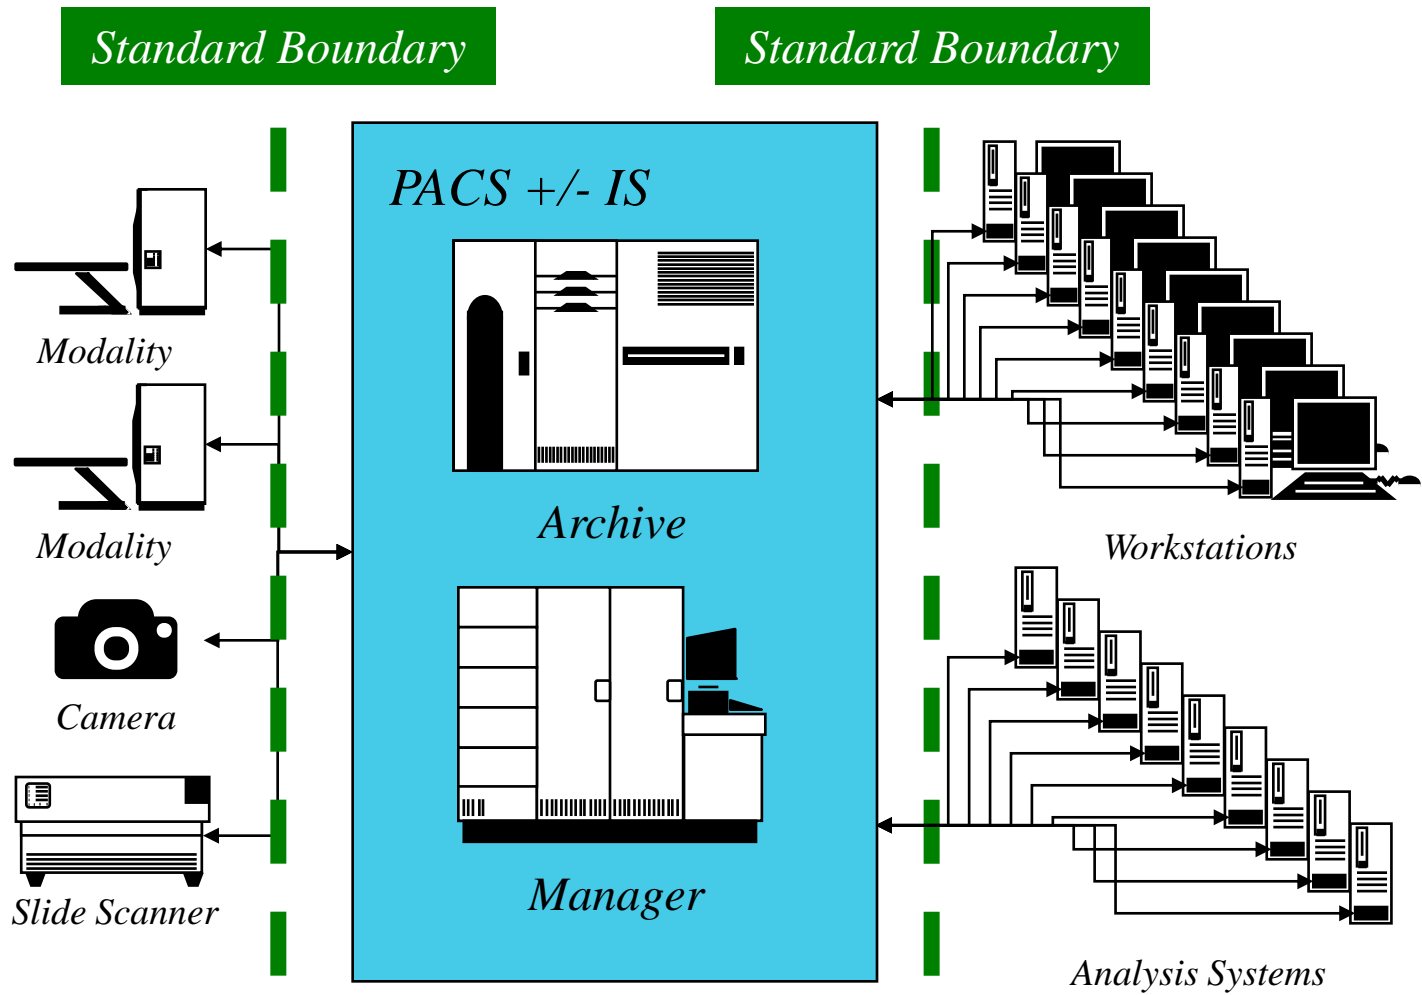 Standard Boundary
Standard Boundary
PACS +/- IS
Modality
Modality
Camera
Slide Scanner
Archive
Manager
Workstations
Analysis Systems